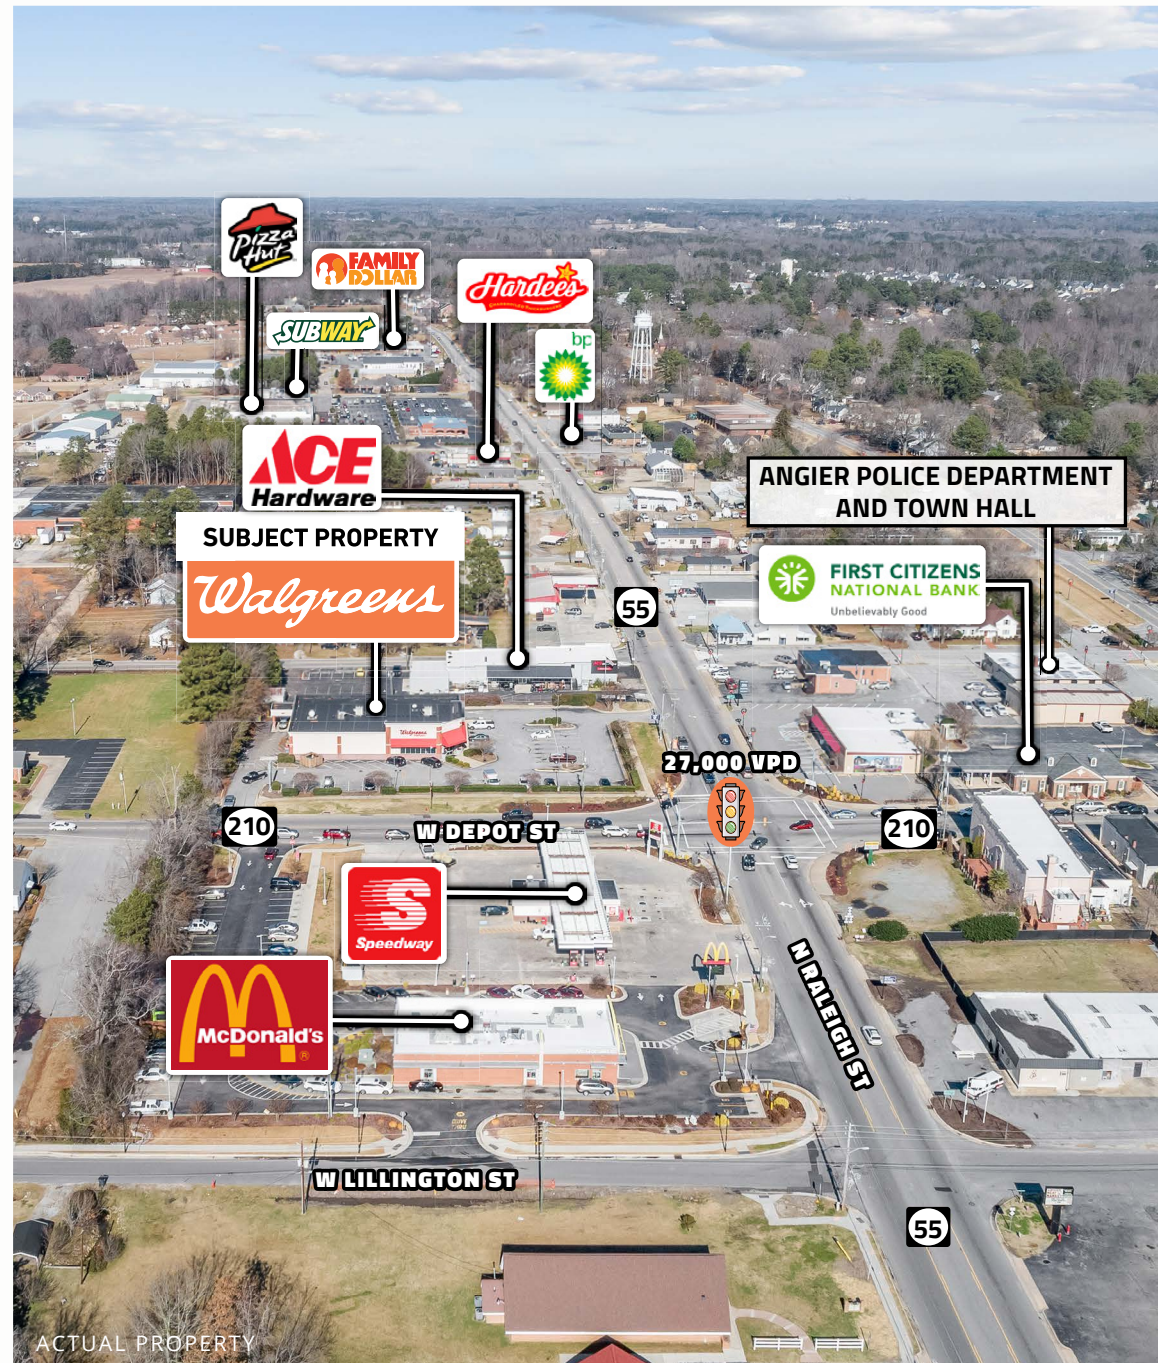 Pizza
Hut
FAMILY
DOLLAR
SUBWAY
Hardee's
bp
ACE
Hardware
SUBJECT PROPERTY
Walgreens
ANGIER POLICE DEPARTMENT
AND TOWN HALL
FIRST CITIZENS
NATIONAL BANK
Unbelievably Good
55
Walgreens
27,000 VPD
210
W DEPOT ST
210
Speedway
McDonald's
®
N RALEIGH ST
W LILLINGTON ST
55
ACTUAL PROPERTY